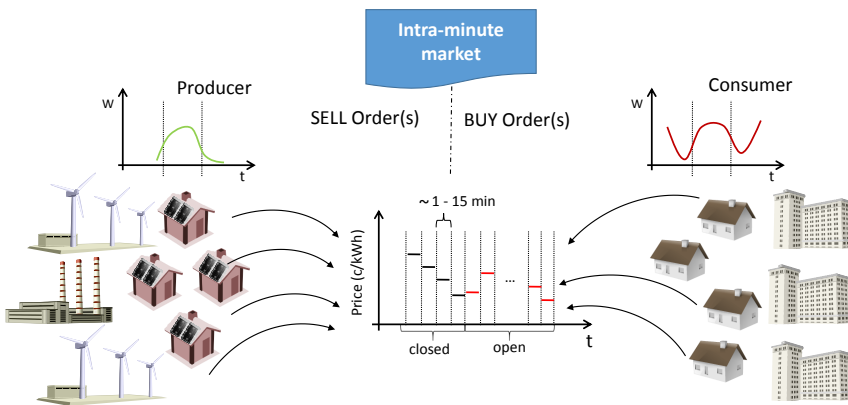 Intra-minute
market
Producer
Consumer
W
W
SELL Order(s)
BUY Order(s)
t
t
~ 1 - 15 min
Price (c/kWh)
...
closed
open
t